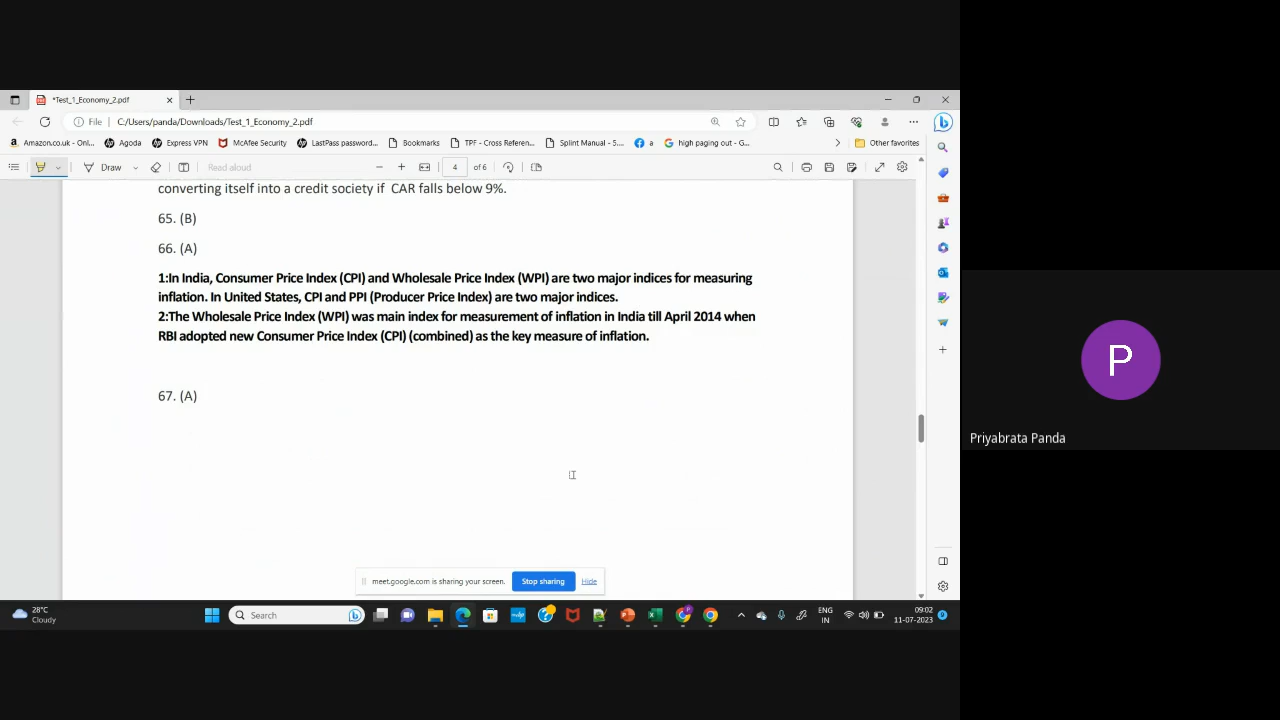 *Test_1_Economy_2.pdf
File C:/Users/panda/Downloads/Test_1_Economy_2.pdf
Amazon.co.uk - Onl... Agoda Express VPN McAfee Security LastPass password... Bookmarks TPF - Cross Referen... Splint Manual - 5.... a high paging out - G... Other favorites
Draw Read aloud 4 of 6
converting itself into a credit society if CAR falls below 9%.
65. (B)
66. (A)
1:In India, Consumer Price Index (CPI) and Wholesale Price Index (WPI) are two major indices for measuring
inflation. In United States, CPI and PPI (Producer Price Index) are two major indices.
2:The Wholesale Price Index (WPI) was main index for measurement of inflation in India till April 2014 when
RBI adopted new Consumer Price Index (CPI) (combined) as the key measure of inflation.
67. (A)
P
Priyabrata Panda
meet.google.com is sharing your screen. Stop sharing Hide
28°C
Cloudy
Search
ENG
IN
09:02
11-07-2023